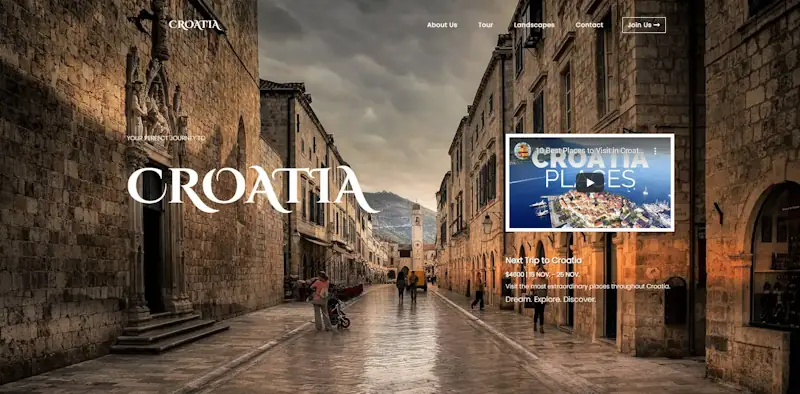 CROATIA
About Us
Tour
Landscapes
Contact
Join Us
YOUR PERFECT JOURNEY TO
CROATIA
10 Best Places to Visit in Croat...
CROATIA
PLACES
Next Trip to Croatia
$4600 | 15 NOV. - 25 NOV.
Visit the most extraordinary places throughout Croatia.
Dream. Explore. Discover.